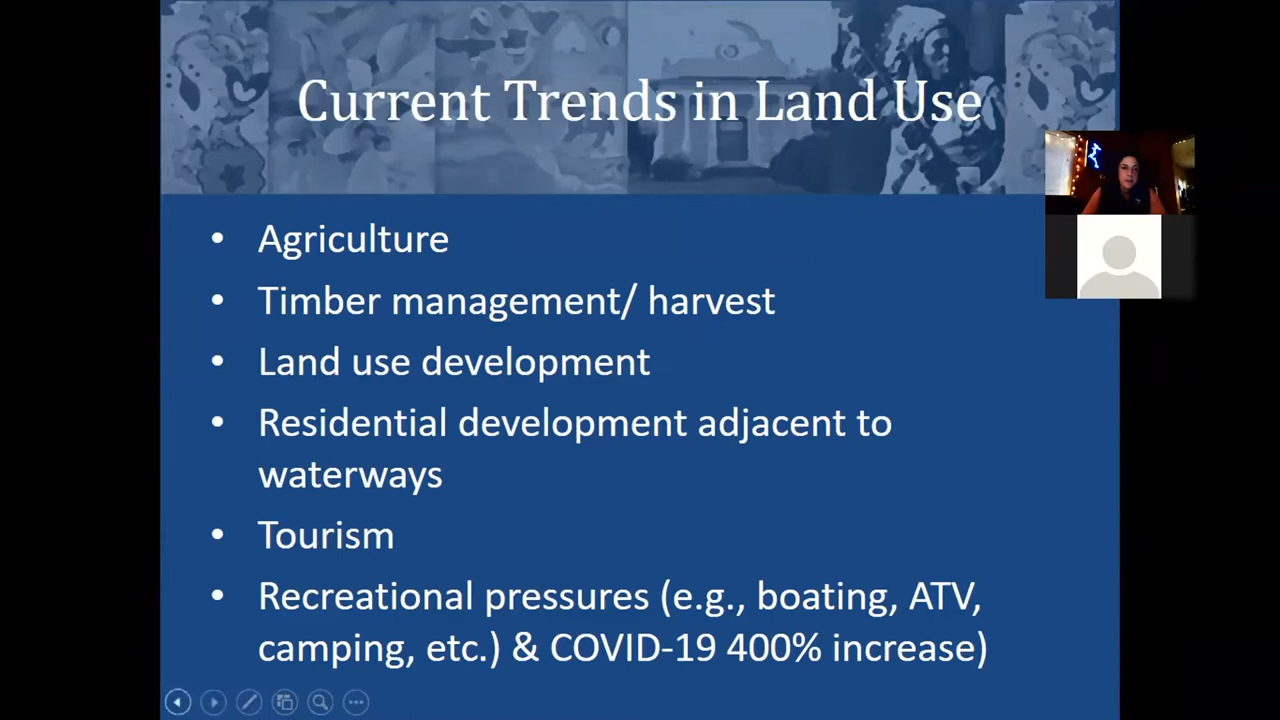 Current Trends in Land Use
• Agriculture
• Timber management/ harvest
• Land use development
• Residential development adjacent to
waterways
• Tourism
• Recreational pressures (e.g., boating, ATV,
camping, etc.) & COVID-19 400% increase)